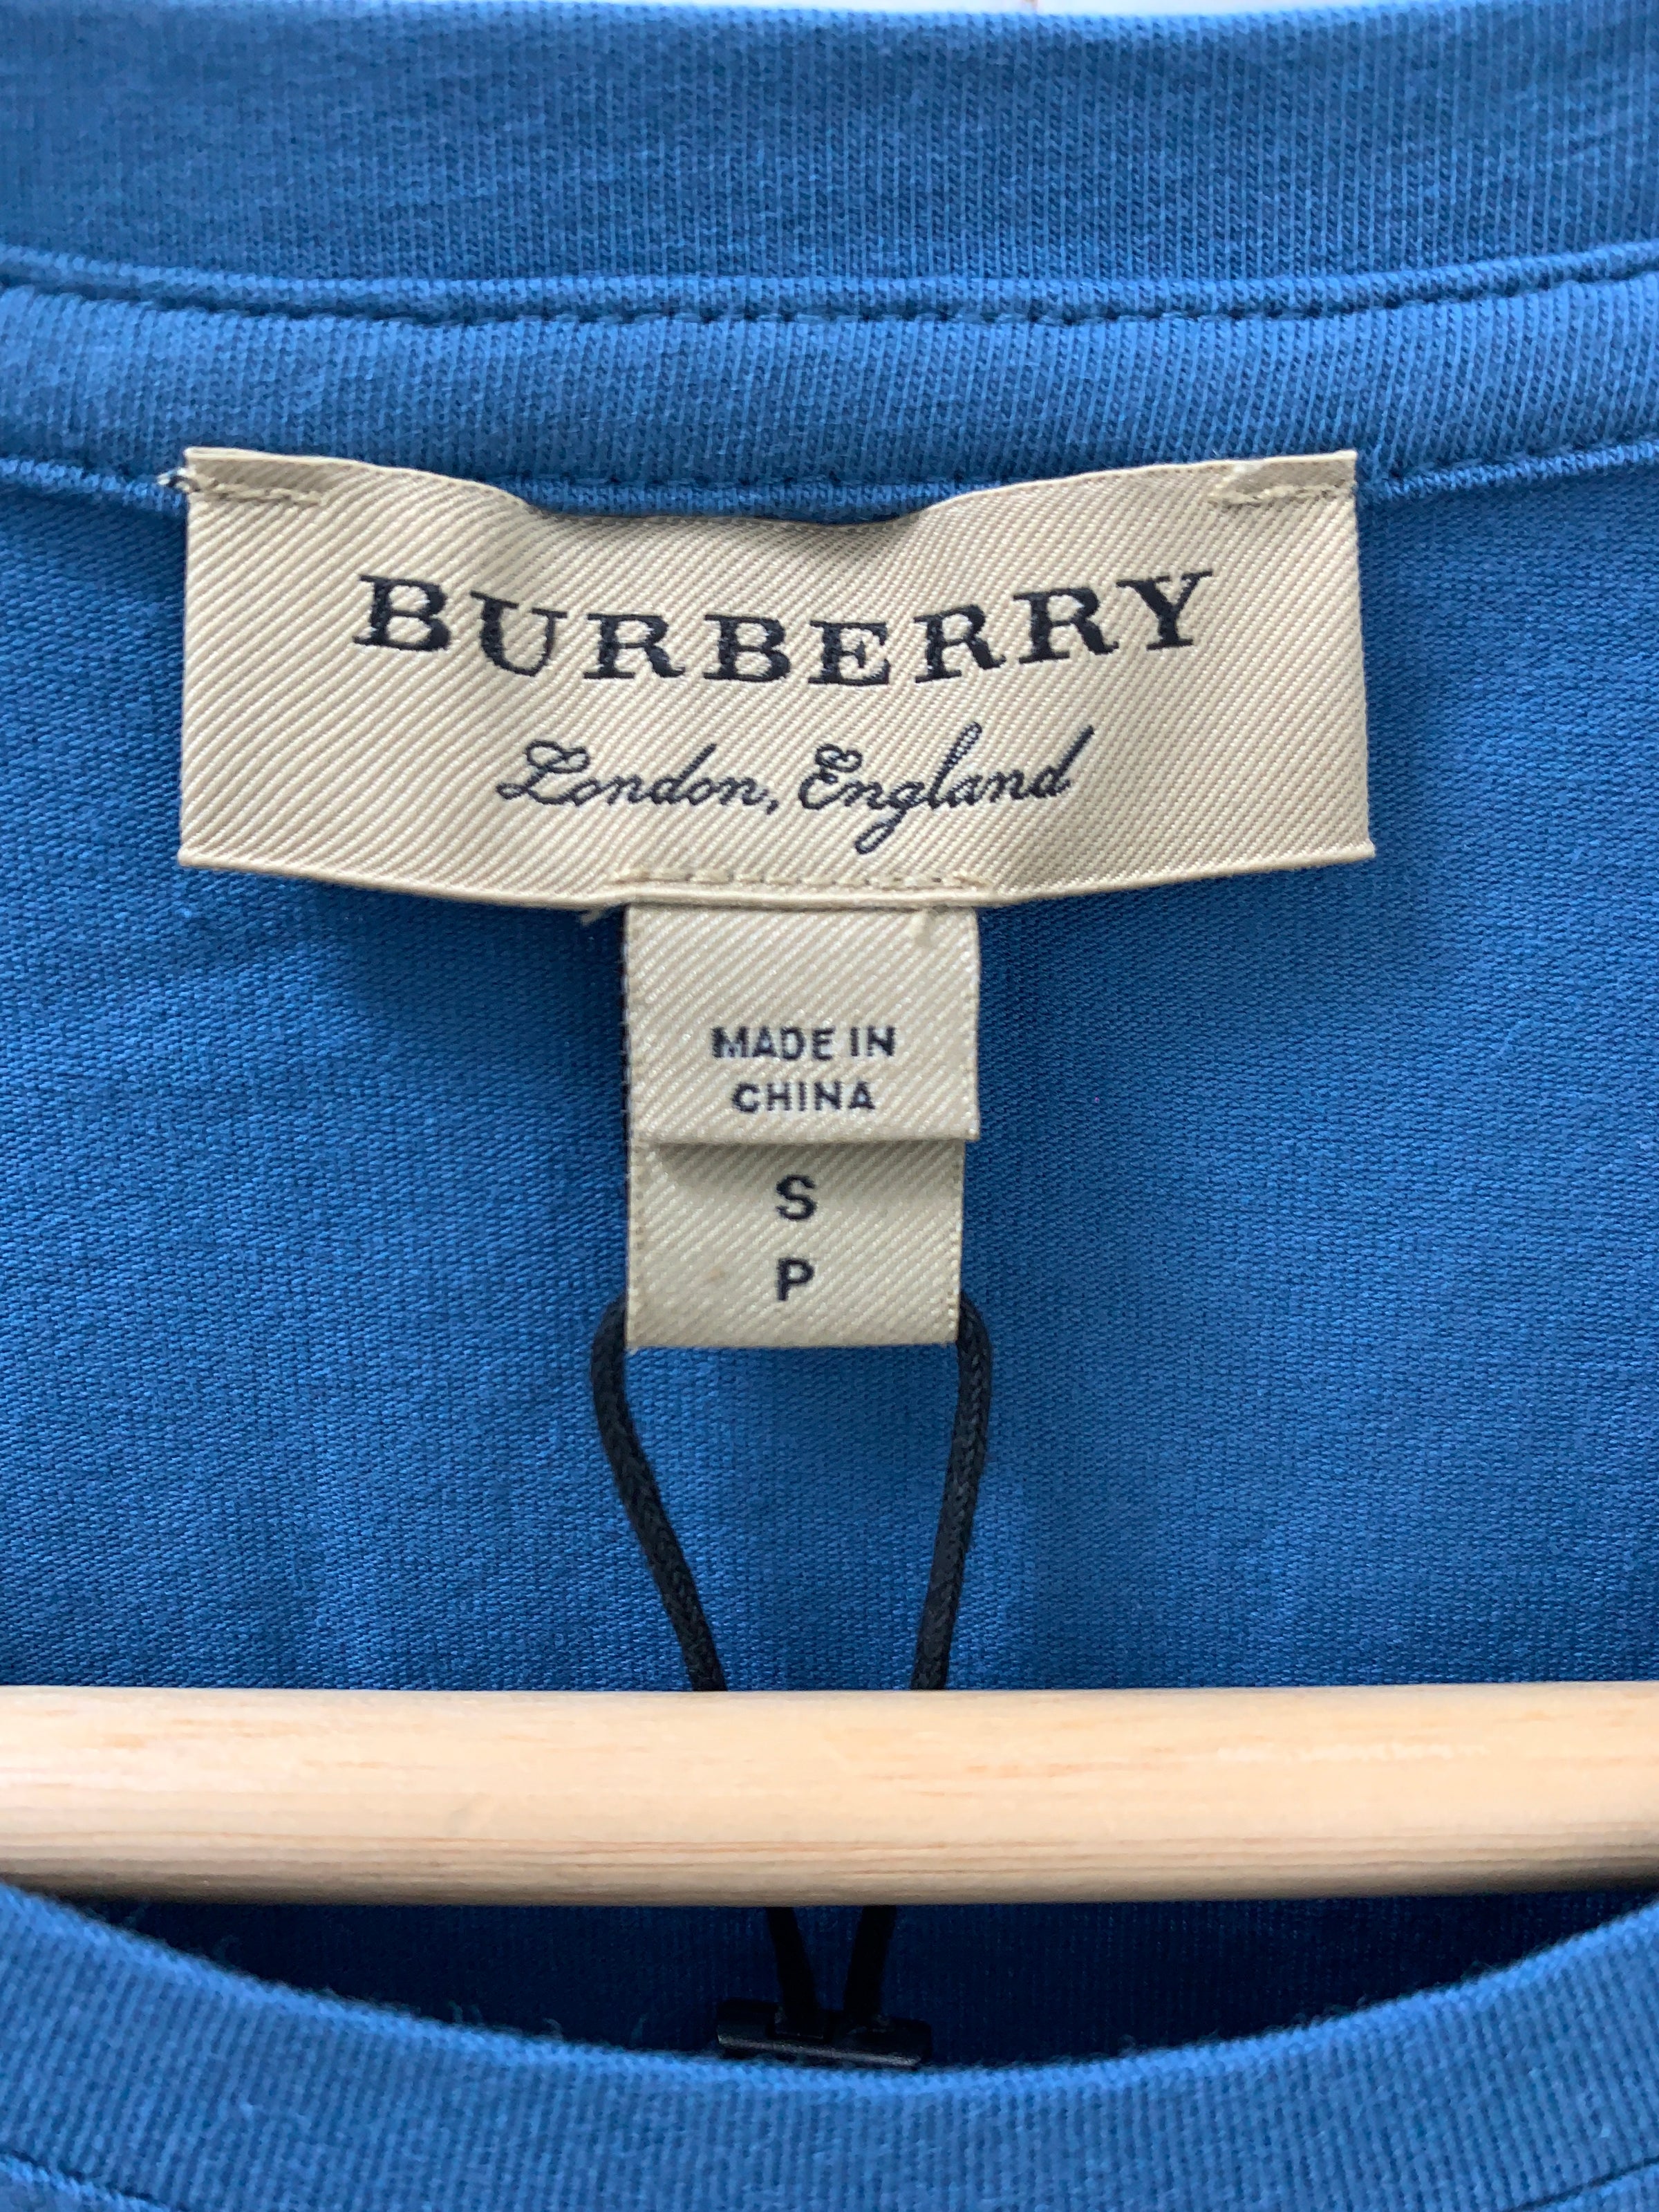 BURBERRY
London, England
MADE IN
CHINA
S
P